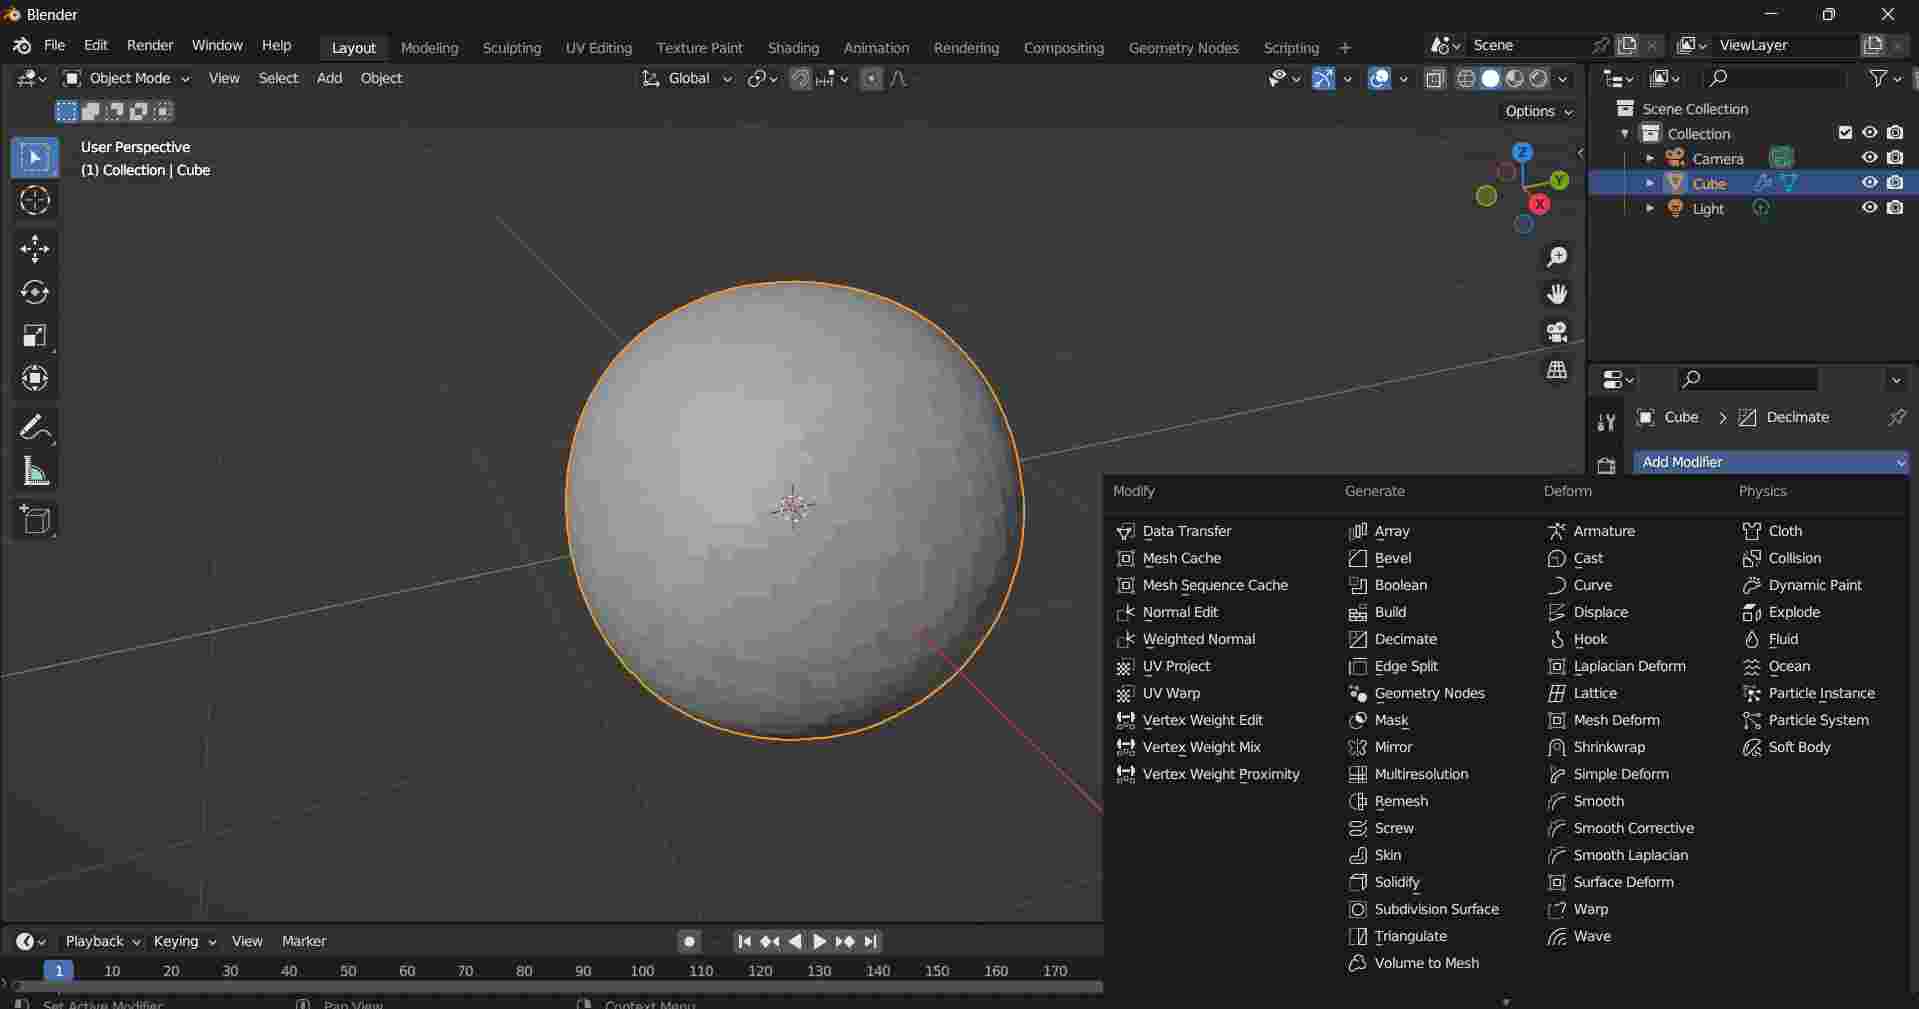 Blender
File Edit Render Window Help Layout Modeling Sculpting UV Editing Texture Paint Shading Animation Rendering Compositing Geometry Nodes Scripting + Scene ViewLayer
Object Mode View Select Add Object Global
Options
User Perspective
(1) Collection | Cube
Z
Y
X
Scene Collection
Collection
Camera
Cube
Light
Cube > Decimate
Add Modifier
Modify
Data Transfer
Mesh Cache
Mesh Sequence Cache
Normal Edit
Weighted Normal
UV Project
UV Warp
Vertex Weight Edit
Vertex Weight Mix
Vertex Weight Proximity
Generate
Array
Bevel
Boolean
Build
Decimate
Edge Split
Geometry Nodes
Mask
Mirror
Multiresolution
Remesh
Screw
Skin
Solidify
Subdivision Surface
Triangulate
Volume to Mesh
Deform
Armature
Cast
Curve
Displace
Hook
Laplacian Deform
Lattice
Mesh Deform
Shrinkwrap
Simple Deform
Smooth
Smooth Corrective
Smooth Laplacian
Surface Deform
Warp
Wave
Physics
Cloth
Collision
Dynamic Paint
Explode
Fluid
Ocean
Particle Instance
Particle System
Soft Body
Playback Keying View Marker
1 10 20 30 40 50 60 70 80 90 100 110 120 130 140 150 160 170
Set Active Modifier Pan View Context Menu